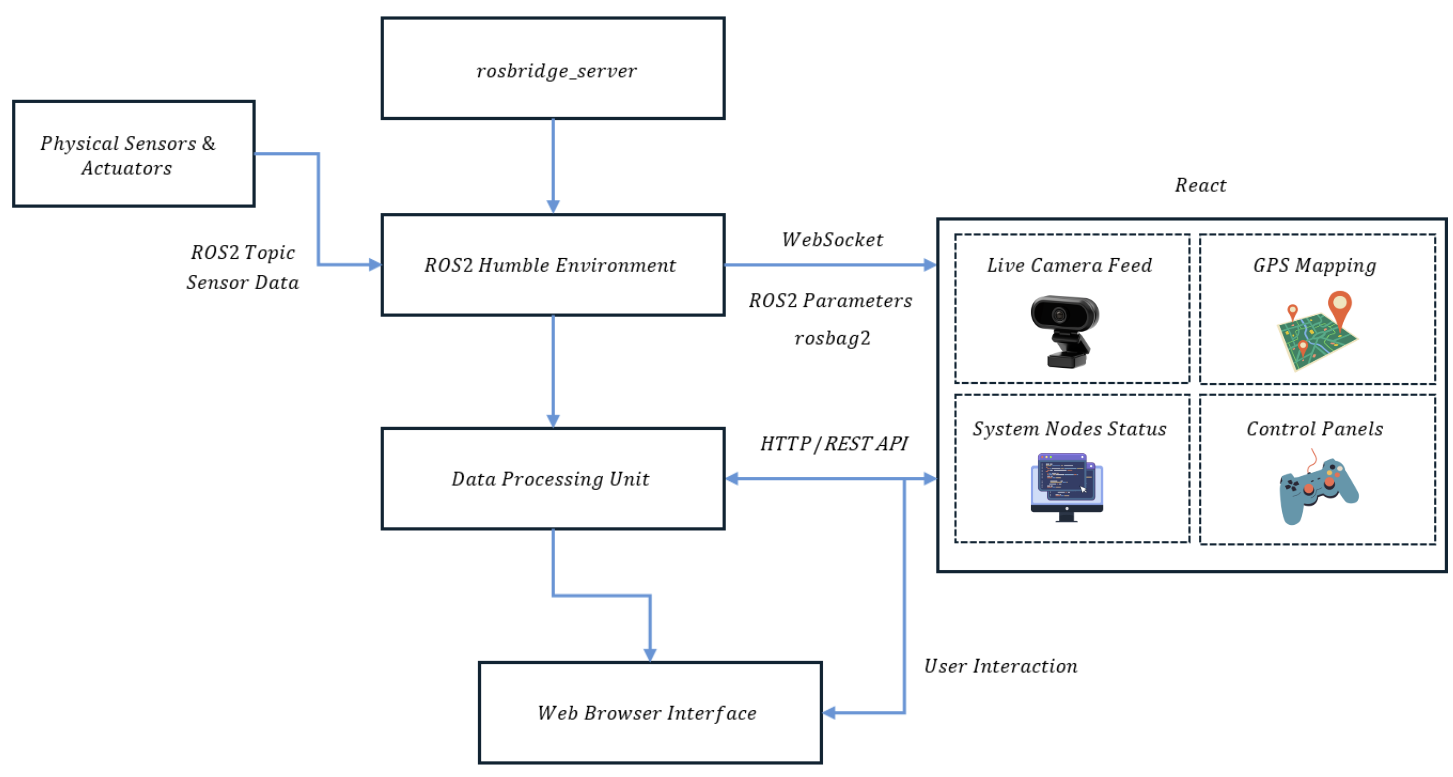 rosbridge_server
Physical Sensors &
Actuators
React
ROS2 Topic
Sensor Data
ROS2 Humble Environment
WebSocket
ROS2 Parameters
rosbag2
Live Camera Feed
GPS Mapping
System Nodes Status
Control Panels
Data Processing Unit
HTTP/REST API
User Interaction
Web Browser Interface